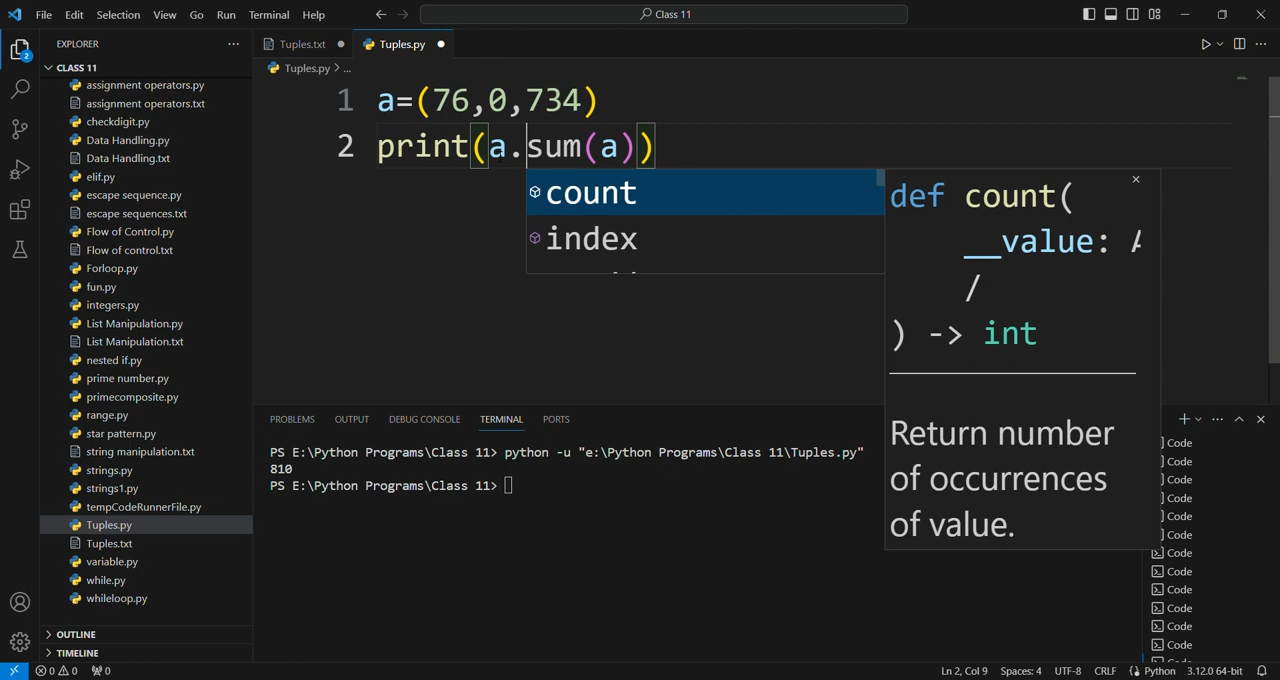 File Edit Selection View Go Run Terminal Help
Class 11
EXPLORER
Tuples.txt
Tuples.py
CLASS 11
Tuples.py > ...
assignment operators.py
assignment operators.txt
checkdigit.py
Data Handling.py
Data Handling.txt
elif.py
escape sequence.py
escape sequences.txt
Flow of Control.py
Flow of control.txt
Forloop.py
fun.py
integers.py
List Manipulation.py
List Manipulation.txt
nested if.py
prime number.py
primecomposite.py
range.py
star pattern.py
string manipulation.txt
strings.py
strings1.py
tempCodeRunnerFile.py
Tuples.py
Tuples.txt
variable.py
while.py
whileloop.py
OUTLINE
TIMELINE
1 a=(76,0,734)
2 print(a.sum(a))
count
index
def count(
__value: A
/
) -> int
Return number
of occurrences
of value.
PROBLEMS OUTPUT DEBUG CONSOLE TERMINAL PORTS
PS E:\Python Programs\Class 11> python -u "e:\Python Programs\Class 11\Tuples.py"
810
PS E:\Python Programs\Class 11>
Code
Code
Code
Code
Code
Code
Code
Code
Code
Code
Code
Code
2
0 0 0
Ln 2, Col 9 Spaces: 4 UTF-8 CRLF Python 3.12.0 64-bit